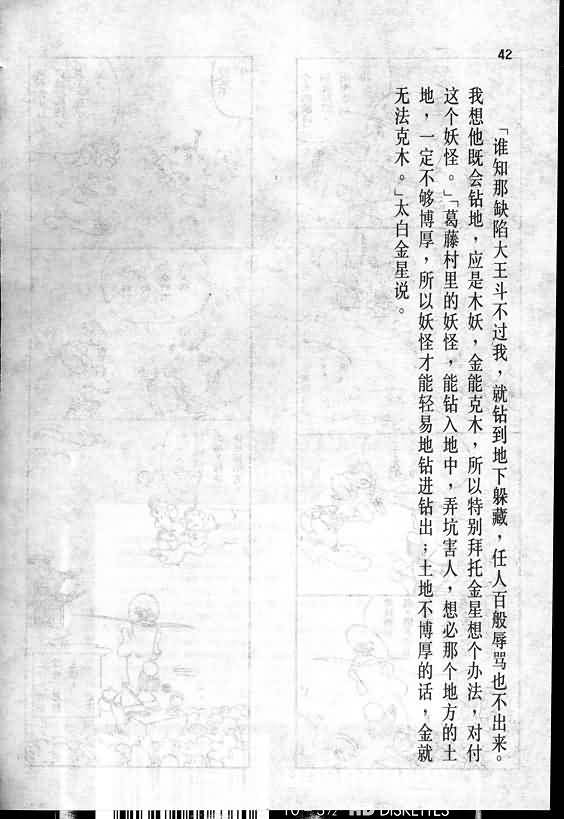 42
「谁知那缺陷大王斗不过我，就钻到地下躲藏，任人百般辱骂也不出来。
我想他既会钻地，应是木妖，金能克木，所以特别拜托金星想个办法，对付
这个妖怪。」「葛藤村里的妖怪，能钻入地中，弄坑害人，想必那个地方的土
地，一定不够博厚，所以妖怪才能轻易地钻进钻出；土地不博厚的话，金就
无法克木。」太白金星说。
HD DISKETTES